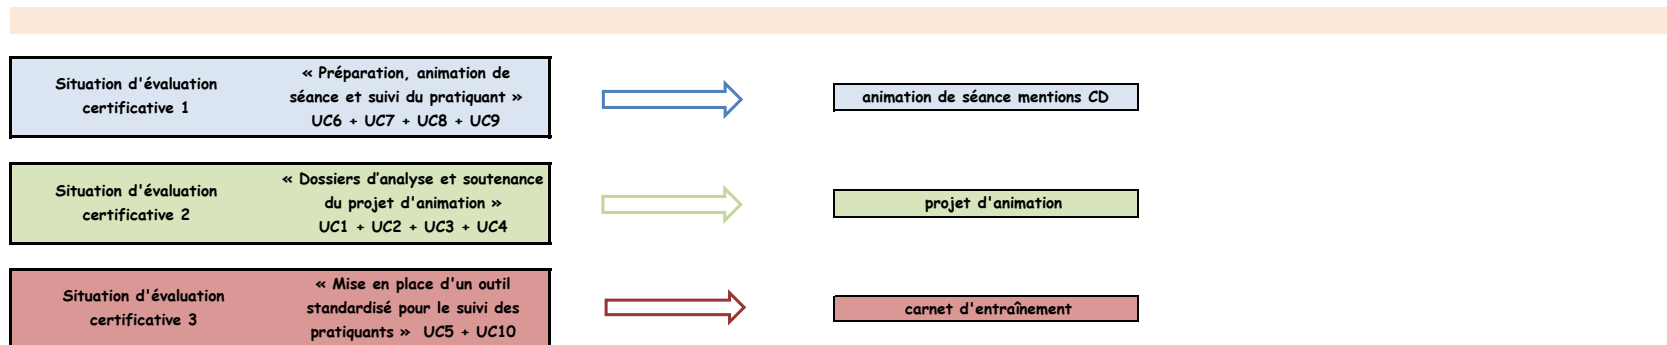 Situation d'évaluation
certificative 1
« Préparation, animation de
séance et suivi du pratiquant »
UC6 + UC7 + UC8 + UC9
animation de séance mentions CD
Situation d'évaluation
certificative 2
« Dossiers d’analyse et soutenance
du projet d'animation »
UC1 + UC2 + UC3 + UC4
projet d'animation
Situation d'évaluation
certificative 3
« Mise en place d'un outil
standardisé pour le suivi des
pratiquants » UC5 + UC10
carnet d'entraînement